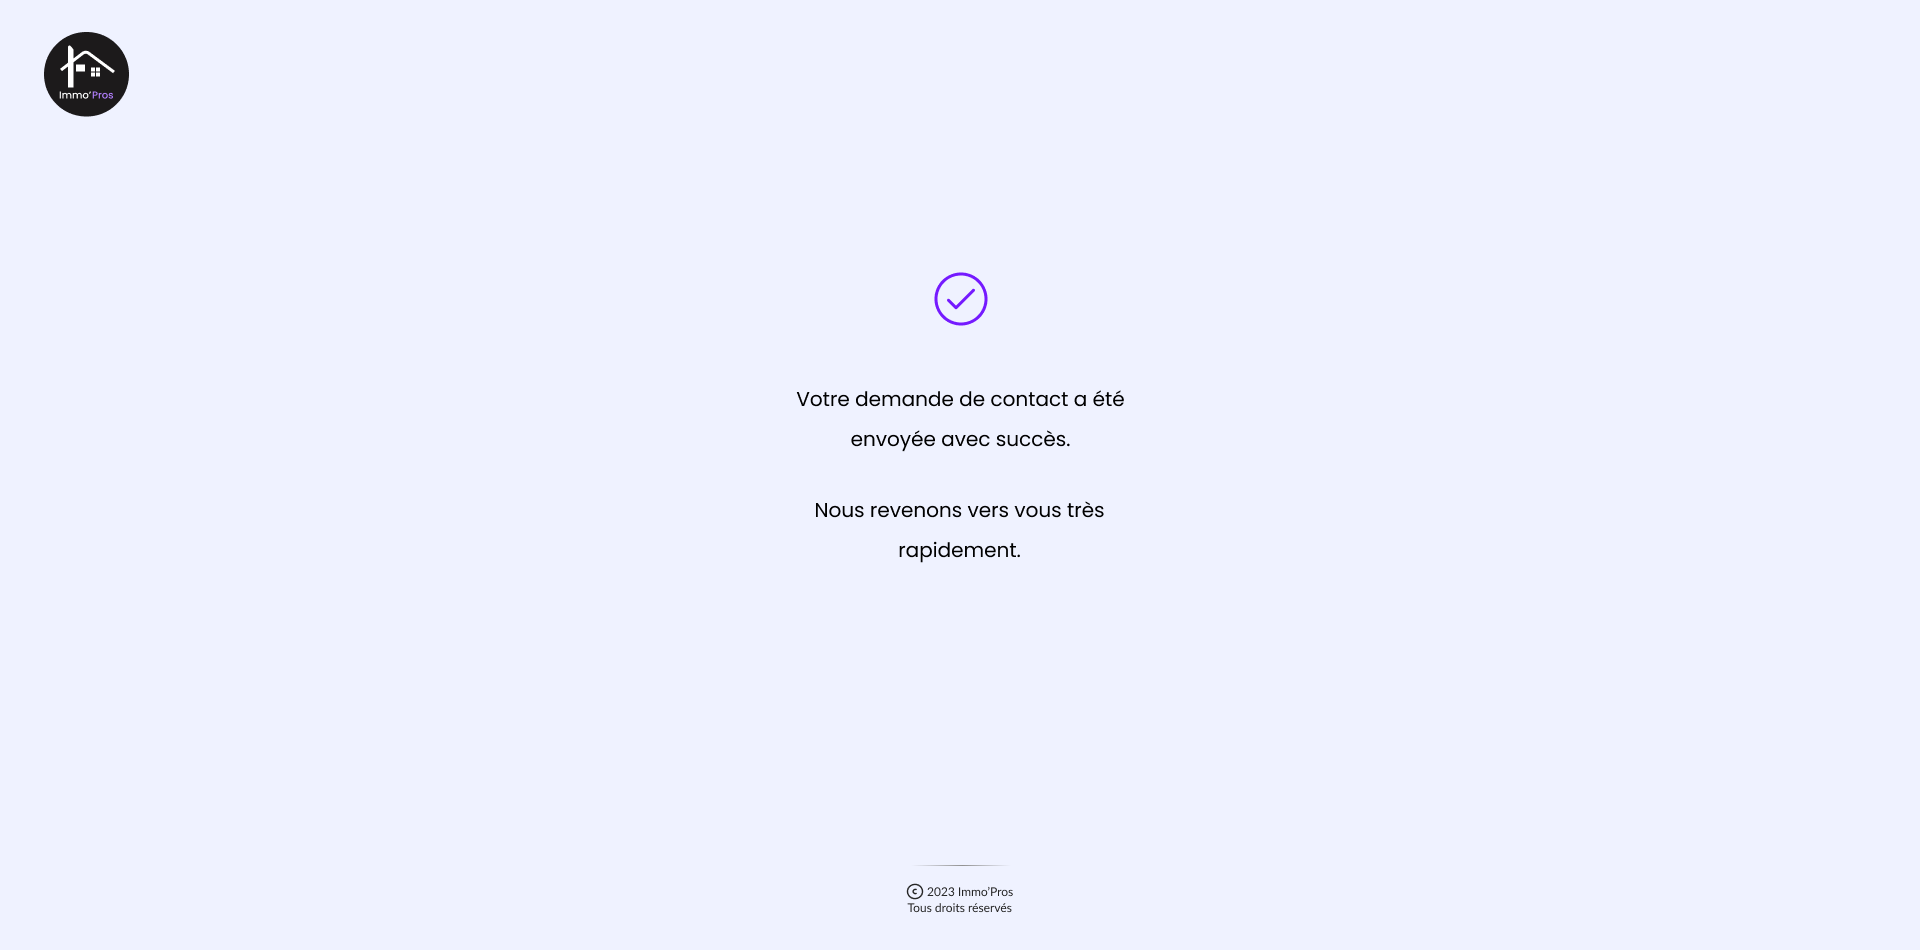 Immo'Pros
Votre demande de contact a été
envoyée avec succès.
Nous revenons vers vous très
rapidement.
© 2023 Immo'Pros
Tous droits réservés